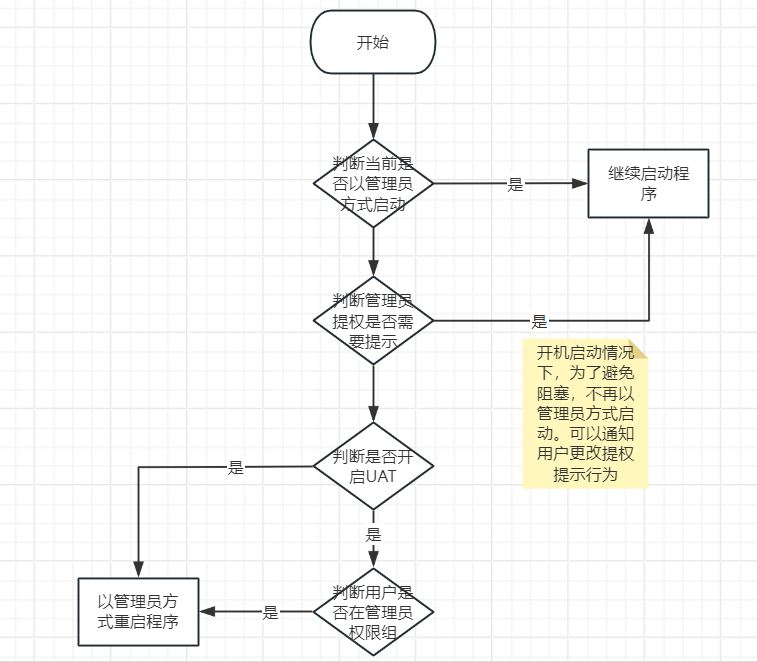 开始
判断当前是
否以管理员
方式启动
是
继续启动程
序
判断管理员
提权是否需
要提示
是
开机启动情况
下，为了避免
阻塞，不再以
管理员方式启
动。可以通知
用户更改提权
提示行为
判断是否开
启UAT
是
是
以管理员方
式重启程序
是
判断用户是
否在管理员
权限组